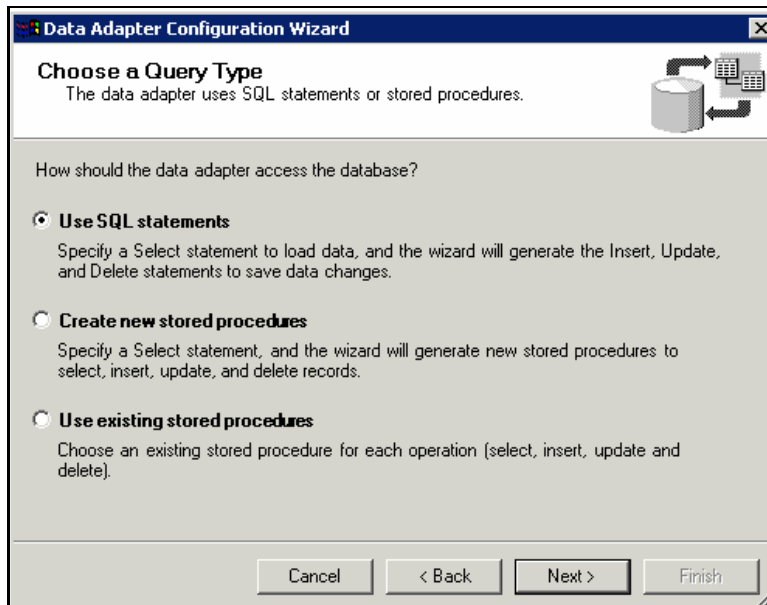 Data Adapter Configuration Wizard
Choose a Query Type
The data adapter uses SQL statements or stored procedures.
How should the data adapter access the database?
Use SQL statements
Specify a Select statement to load data, and the wizard will generate the Insert, Update,
and Delete statements to save data changes.
Create new stored procedures
Specify a Select statement, and the wizard will generate new stored procedures to
select, insert, update, and delete records.
Use existing stored procedures
Choose an existing stored procedure for each operation (select, insert, update and
delete).
Cancel
< Back
Next >
Finish